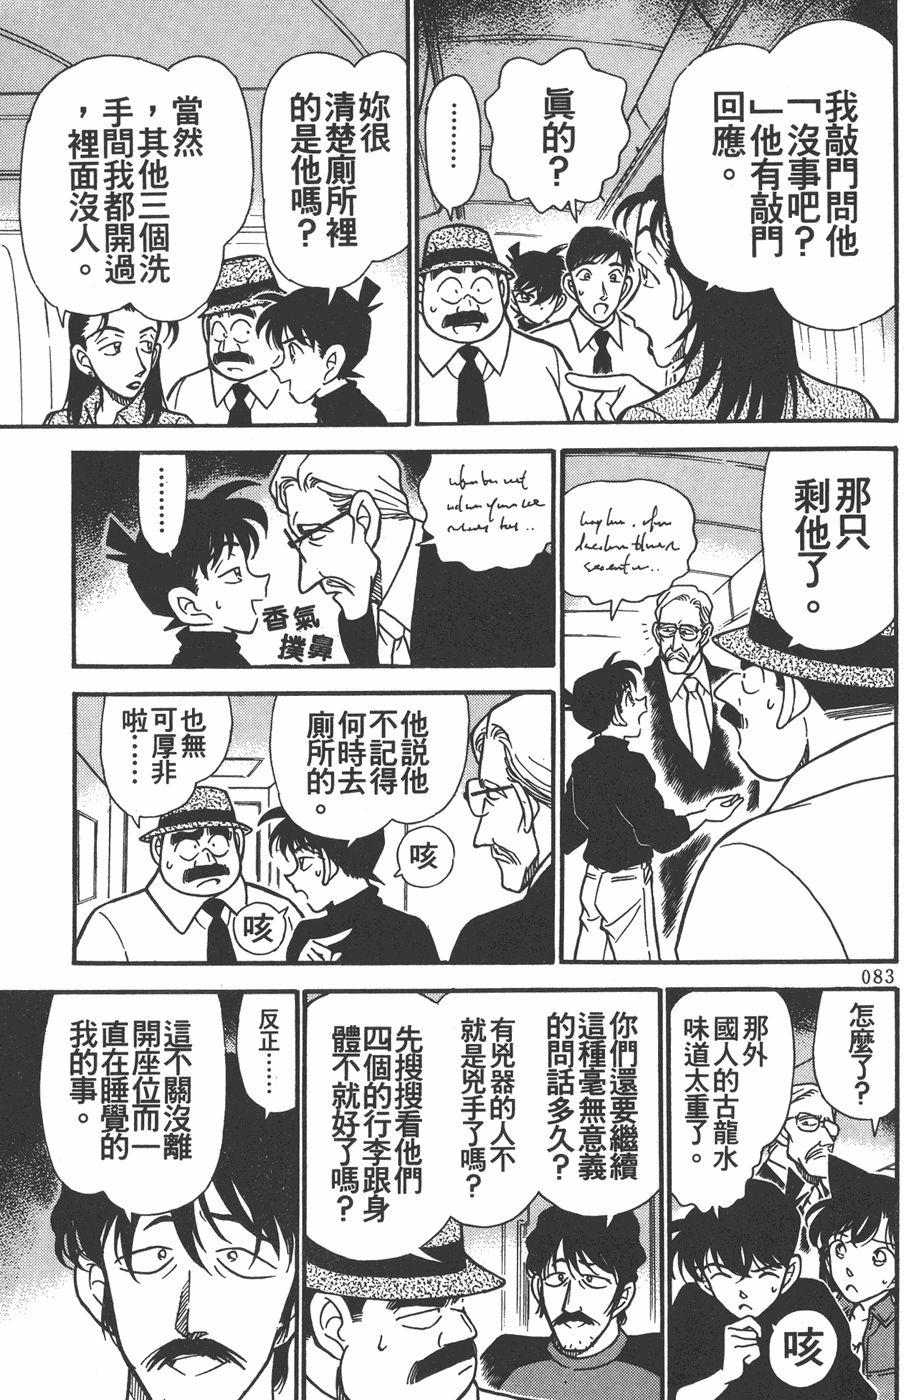 我敲門問他
「沒事吧？
」他有敲門
回應。
眞的？
………
妳很
清楚廁所裡
的是他嗎？
當然
，其他三個洗
手間我都開過
，裡面沒人。
那只
剩他了。
香氣
撲鼻
………
他說他
不記得
何時去
廁所的。
咳
咳
也無
可厚非
啦……
083
怎麼了？
那外
國人的古龍水
味道太重了。
咳
你們還要繼續
這種毫無意義
的問話多久？
有兇器的人不
就是兇手了嗎？
先搜搜看他們
四個的行李跟身
體不就好了嗎？
反正……
這不關沒離
開座位而一
直在睡覺的
我的事。